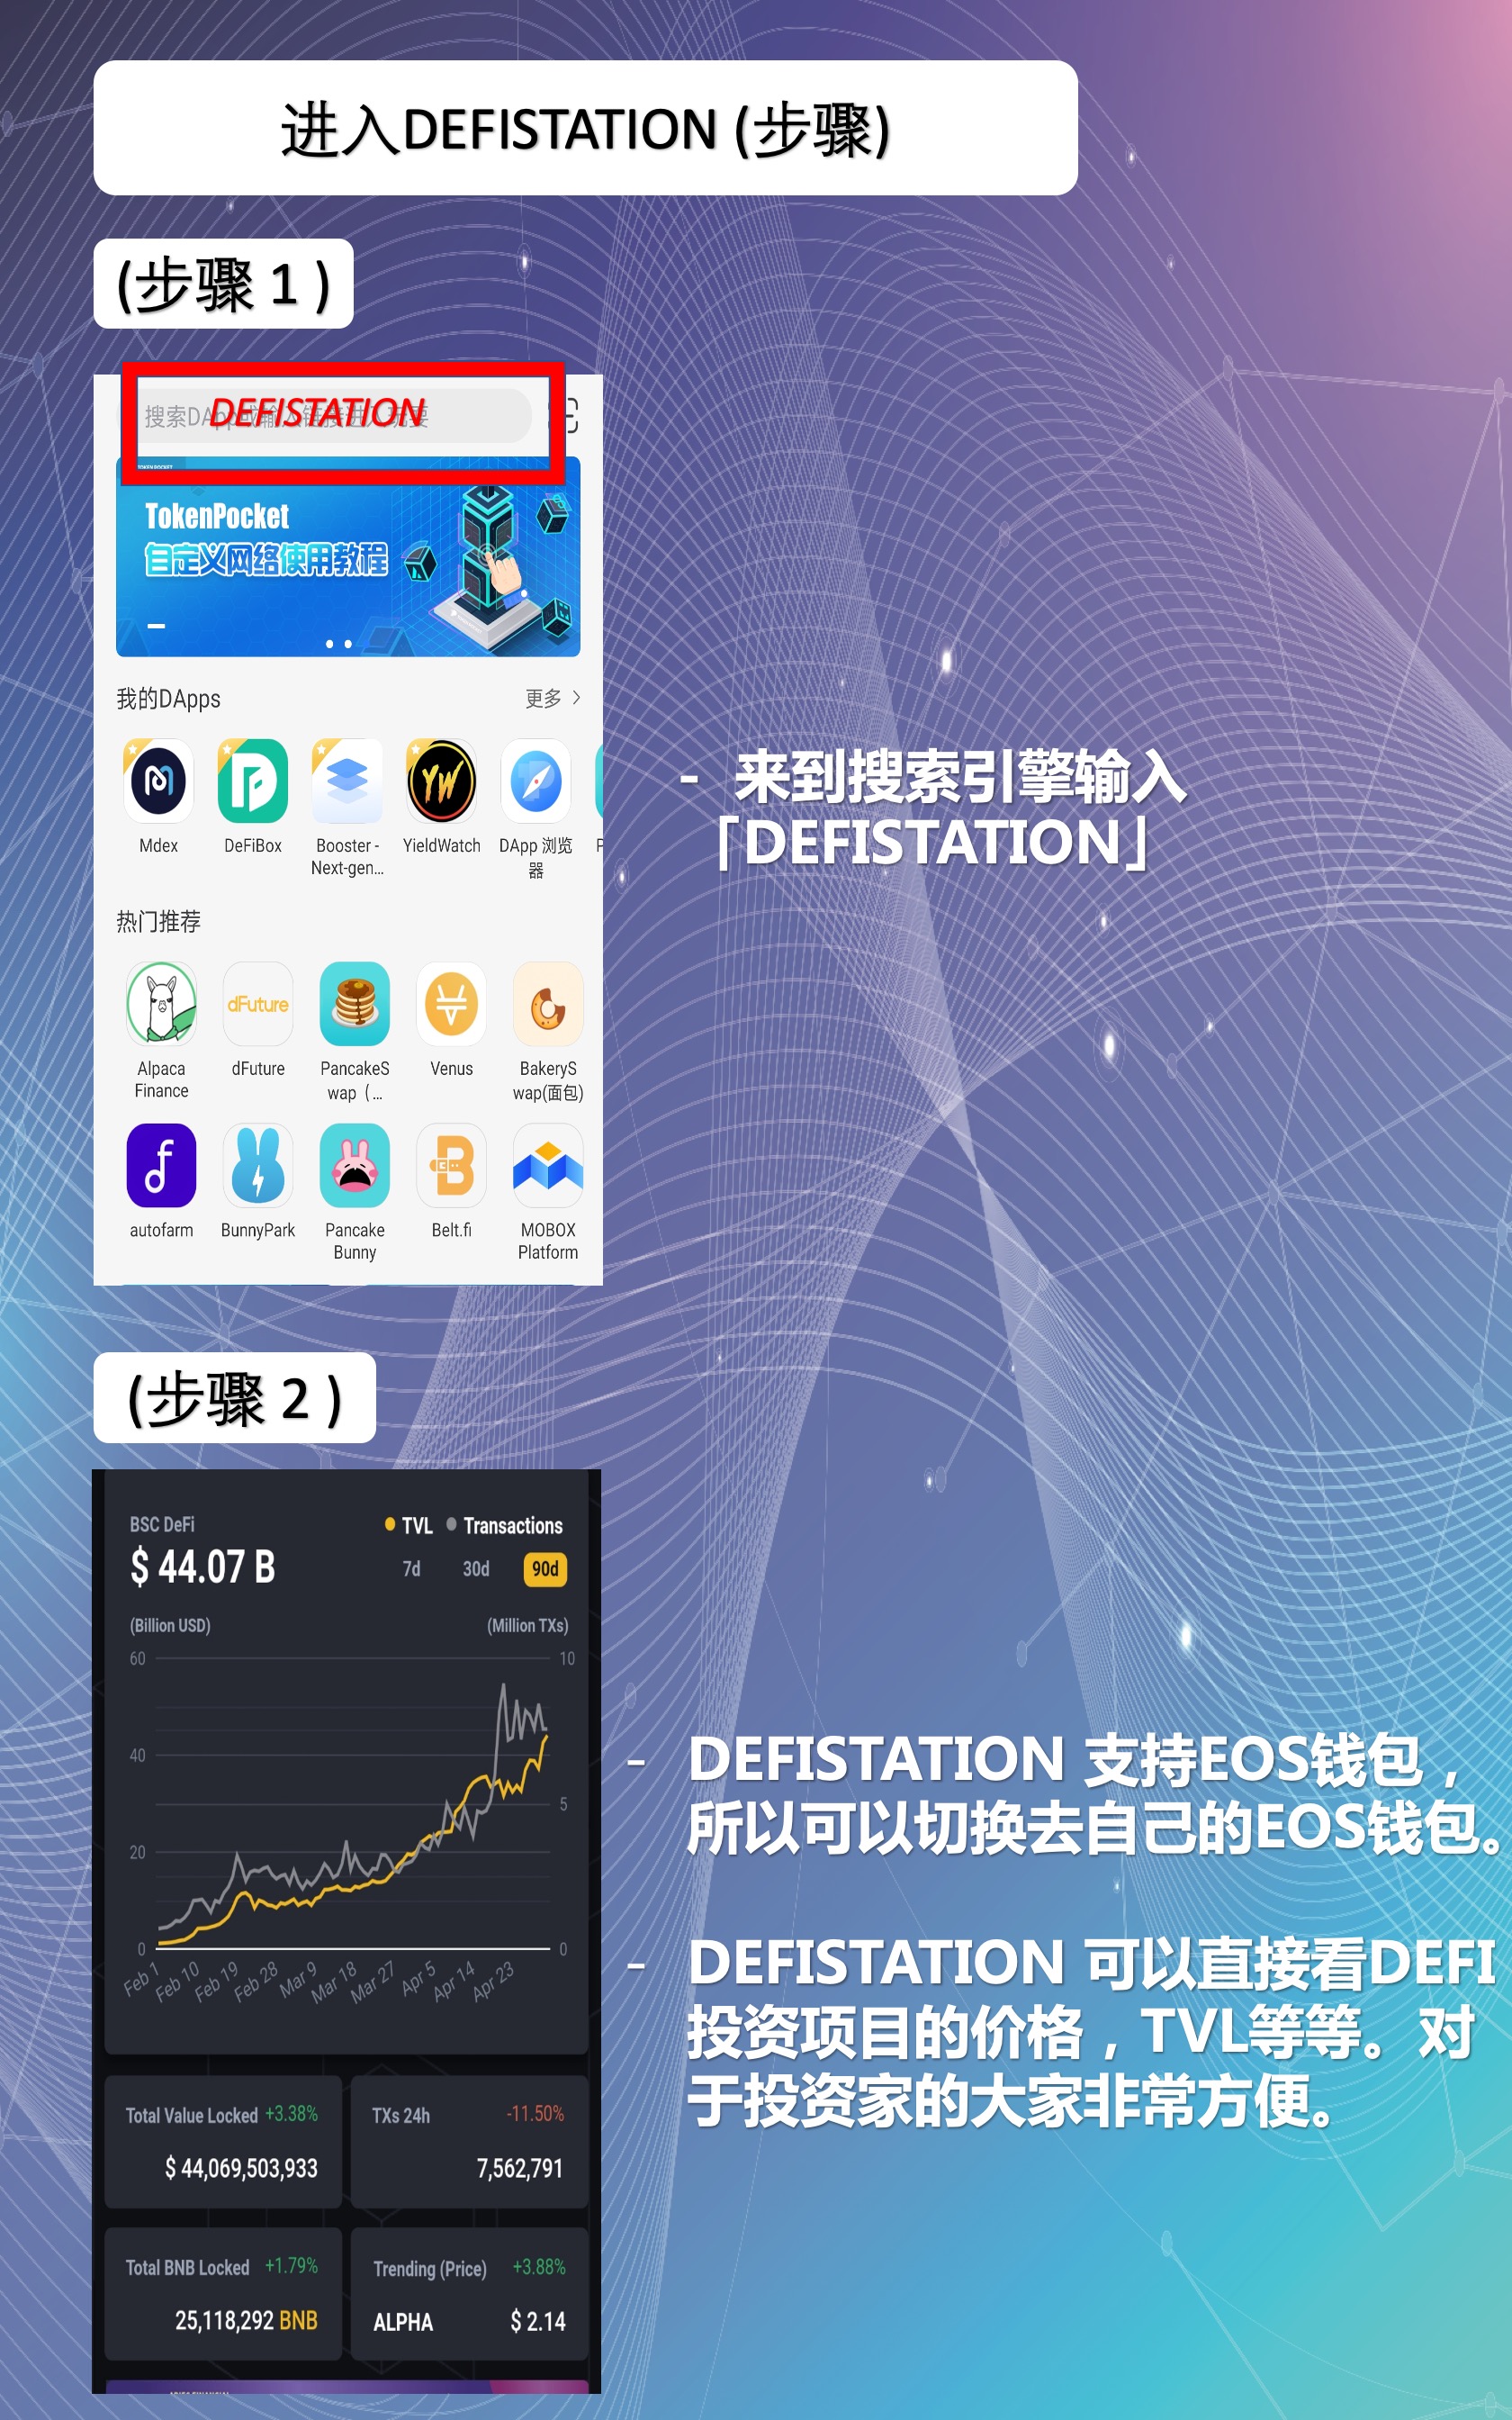 进入DEFISTATION (步骤)
(步骤 1 )
DEFISTATION
TOKEN POCKET
TokenPocket
自定义网络使用教程
我的DApps
更多
Mdex
DeFiBox
Booster -
Next-gen...
YieldWatch
DApp 浏览
器
热门推荐
dFuture
Alpaca
Finance
dFuture
PancakeS
wap（...
Venus
BakeryS
wap(面包)
autofarm
BunnyPark
Pancake
Bunny
Belt.fi
MOBOX
Platform
- 来到搜索引擎输入
「DEFISTATION」
(步骤 2 )
BSC DeFi
TVL Transactions
$ 44.07 B
7d 30d 90d
(Billion USD) (Million TXs)
60 10
40
5
20
0 0
Feb 1 Feb 10 Feb 19 Feb 28 Mar 9 Mar 18 Mar 27 Apr 5 Apr 14 Apr 23
Total Value Locked +3.38%
$ 44,069,503,933
TXs 24h -11.50%
7,562,791
Total BNB Locked +1.79%
25,118,292 BNB
Trending (Price) +3.88%
ALPHA $ 2.14
- DEFISTATION 支持EOS钱包，
所以可以切换去自己的EOS钱包。
- DEFISTATION 可以直接看DEFI
投资项目的价格，TVL等等。对
于投资家的大家非常方便。